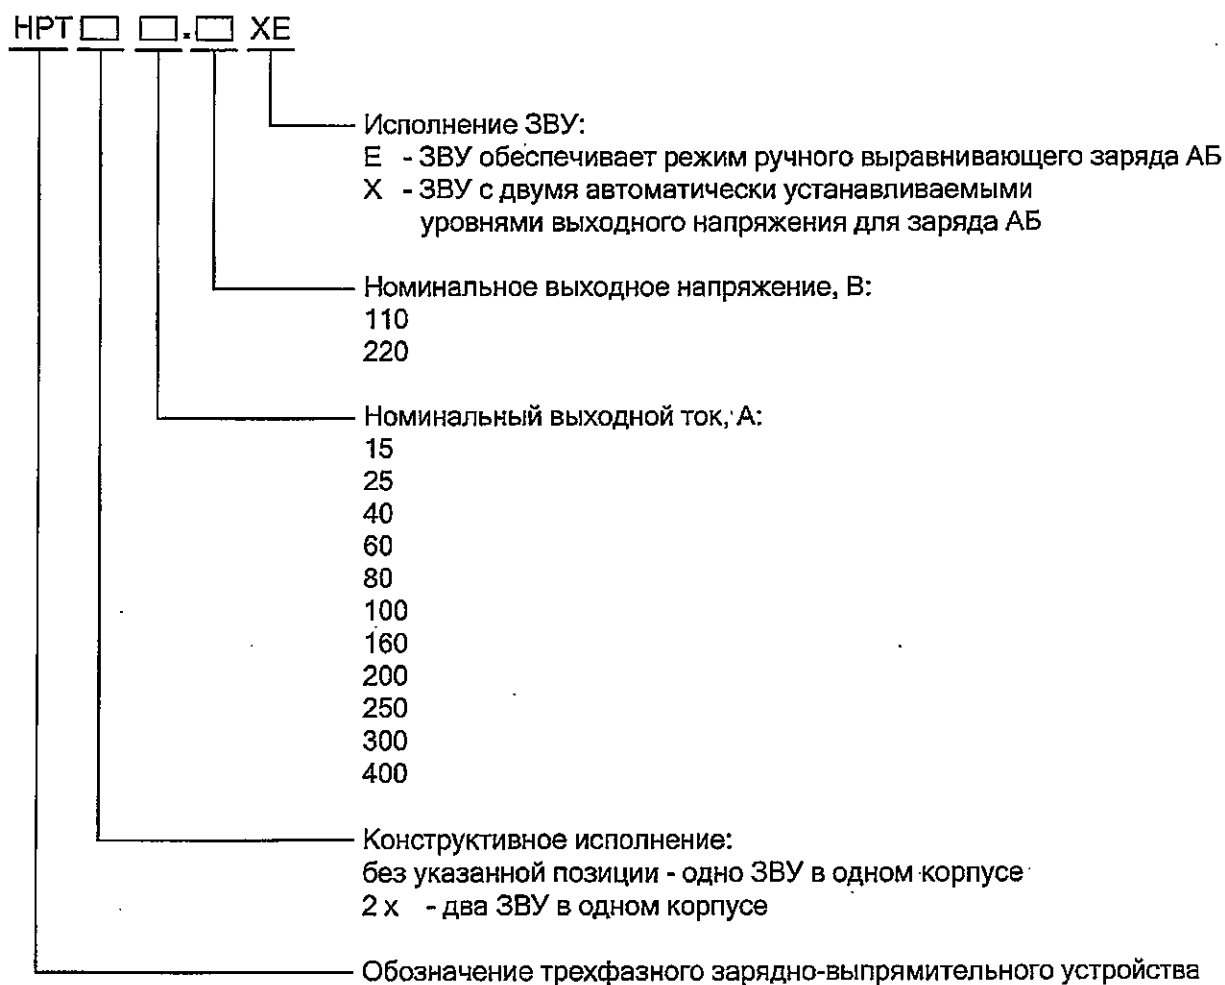 НРТ□ □.□ ХЕ
Исполнение ЗВУ:
Е - ЗВУ обеспечивает режим ручного выравнивающего заряда АБ
Х - ЗВУ с двумя автоматически устанавливаемыми
уровнями выходного напряжения для заряда АБ
Номинальное выходное напряжение, В:
110
220
Номинальный выходной ток, А:
15
25
40
60
80
100
160
200
250
300
400
Конструктивное исполнение:
без указанной позиции - одно ЗВУ в одном корпусе
2 х - два ЗВУ в одном корпусе
Обозначение трехфазного зарядно-выпрямительного устройства